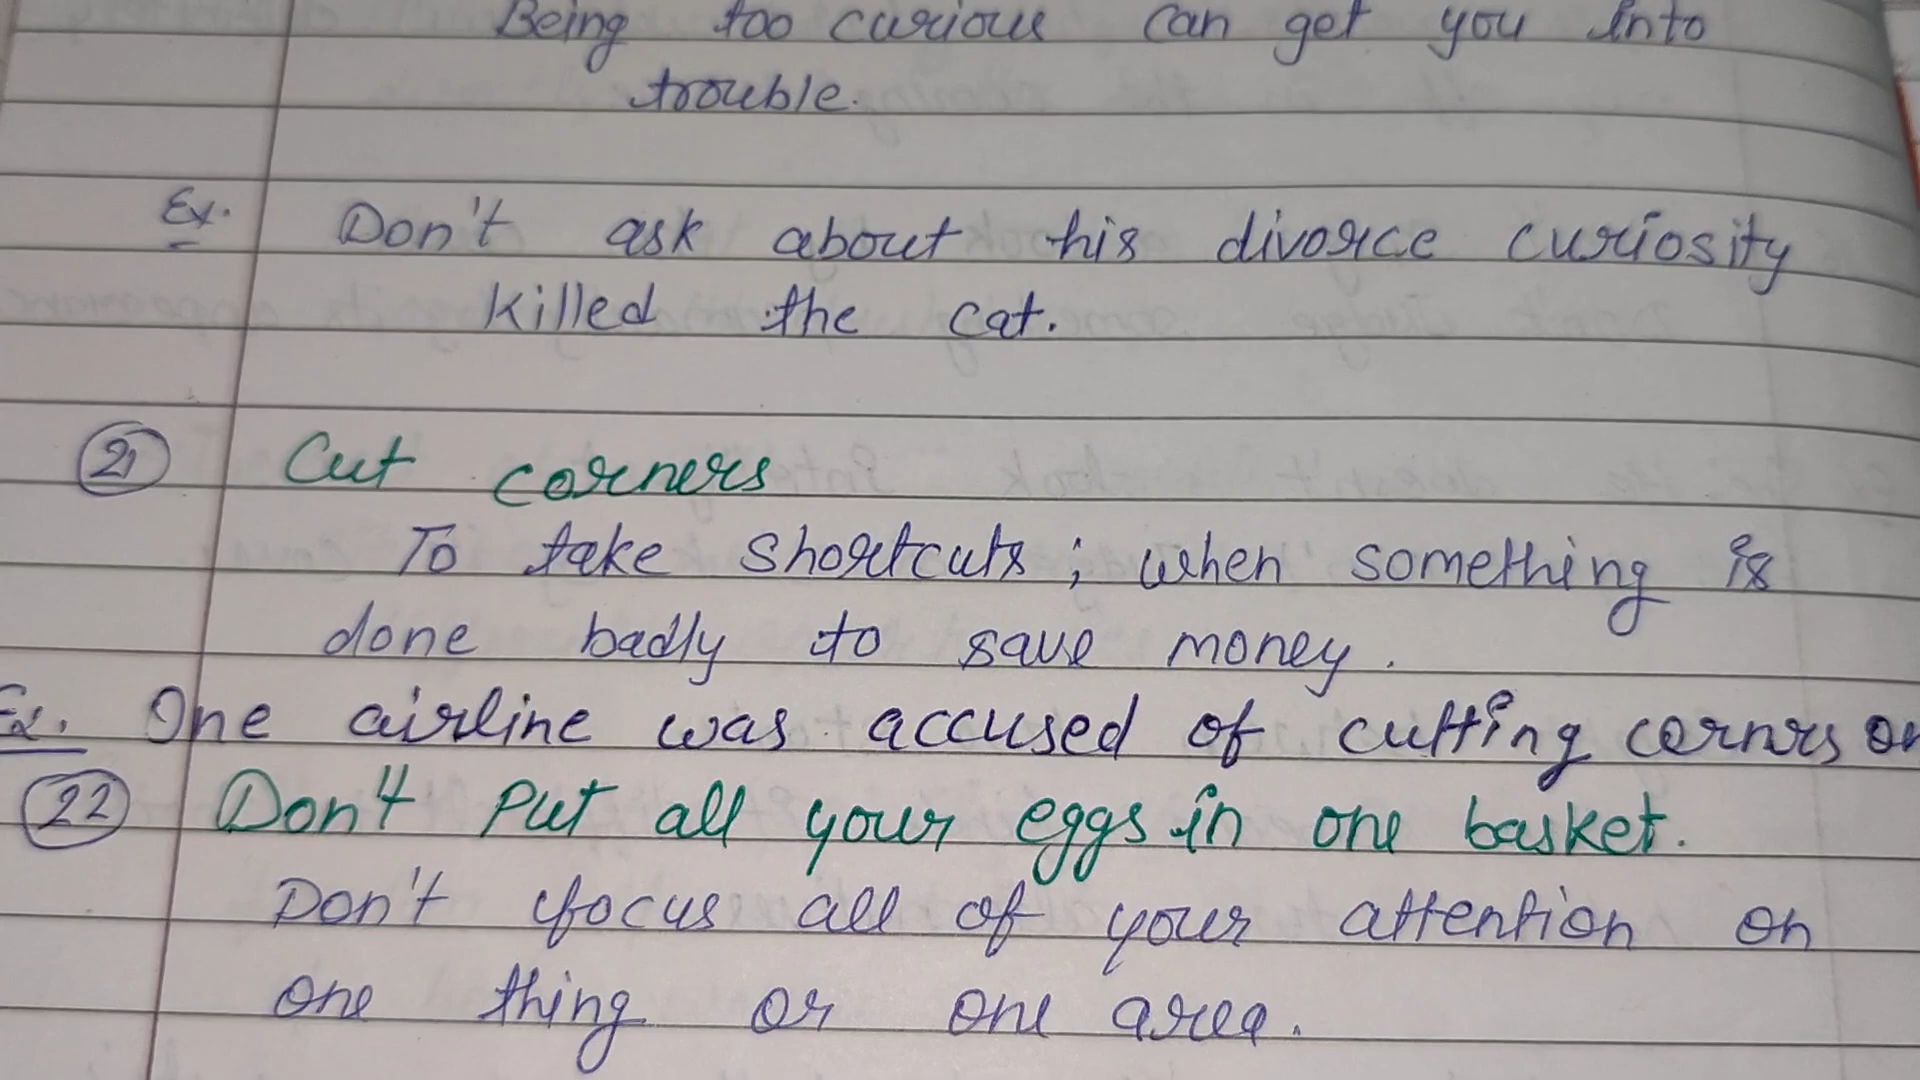 Being too curious can get you into
trouble.
Ex. Don't ask about his divorce curiosity
killed the cat.
21 Cut corners
To take shortcuts; when something is
done badly to save money.
Ex. One airline was accused of cutting corners on
22 Don't Put all your eggs in one basket.
Don't focus all of your attention on
one thing or one area.